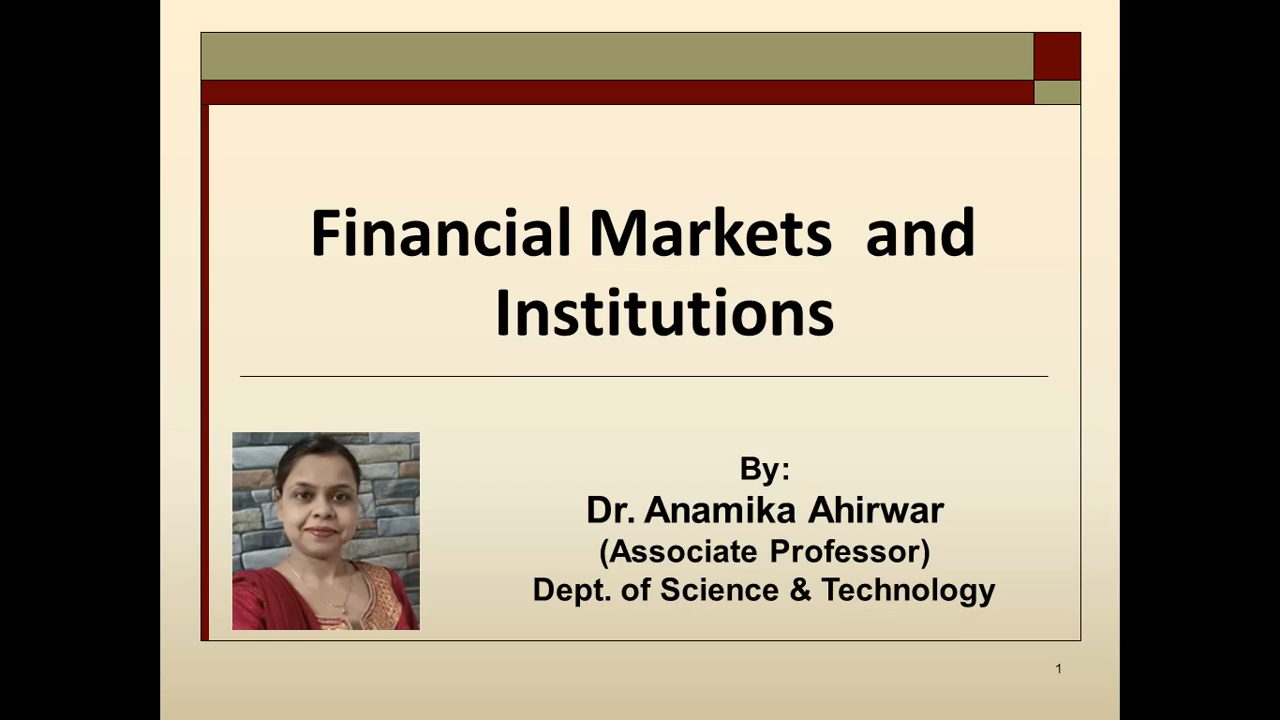 Financial Markets  and
Institutions
By:
Dr. Anamika Ahirwar
(Associate Professor)
Dept. of Science & Technology
1